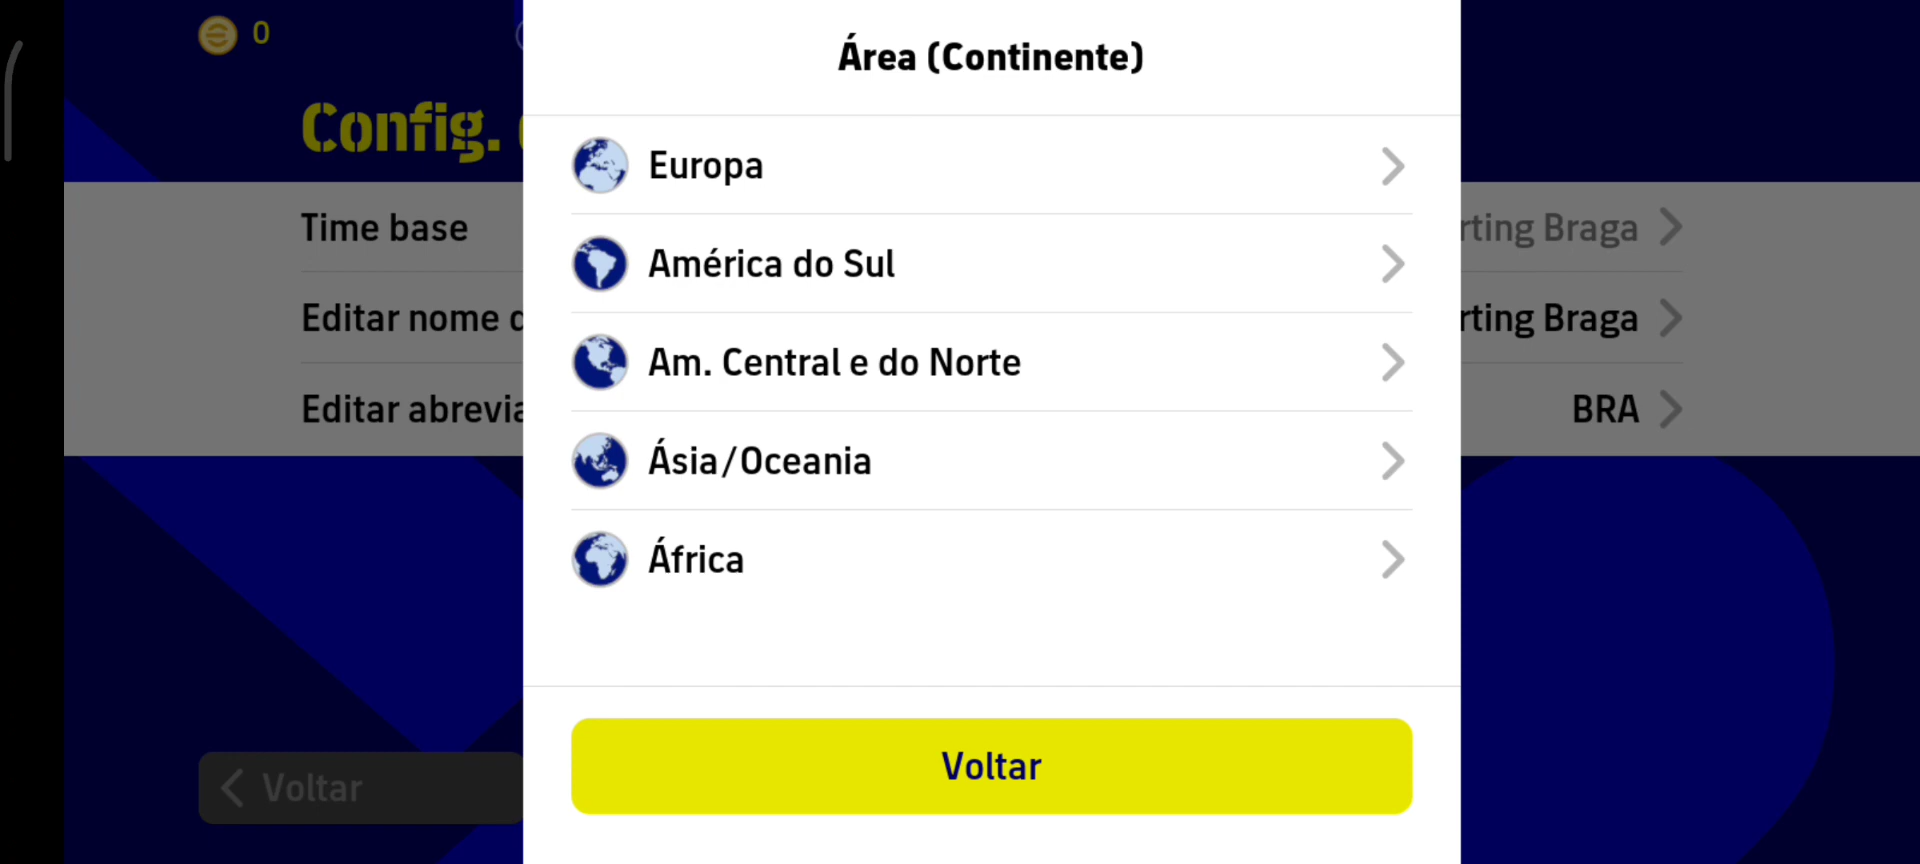 0
Área (Continente)
Config.
Europa
Time base
rting Braga
América do Sul
Editar nome
rting Braga
Am. Central e do Norte
Editar abrevia
BRA
Ásia/Oceania
África
Voltar
Voltar